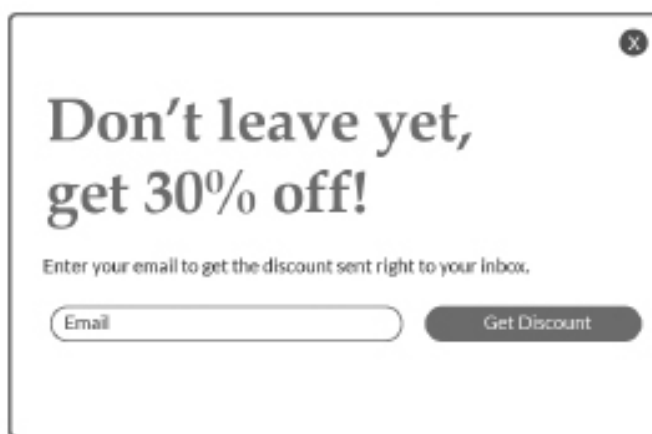 X
Don’t leave yet,
get 30% off!
Enter your email to get the discount sent right to your inbox.
Email
Get Discount